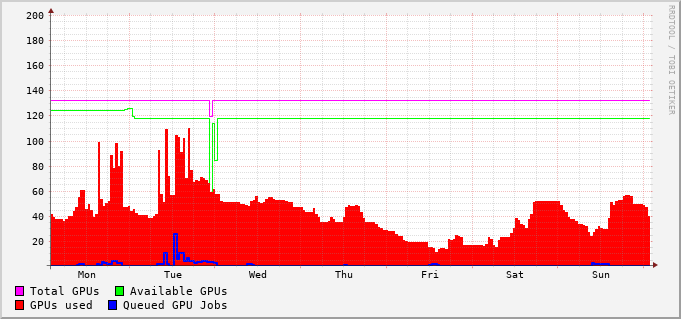 200
180
160
140
120
100
80
60
40
20
Mon Tue Wed Thu Fri Sat Sun
Total GPUs Available GPUs
GPUs used Queued GPU Jobs
RRDTOOL / TOBI OETIKER